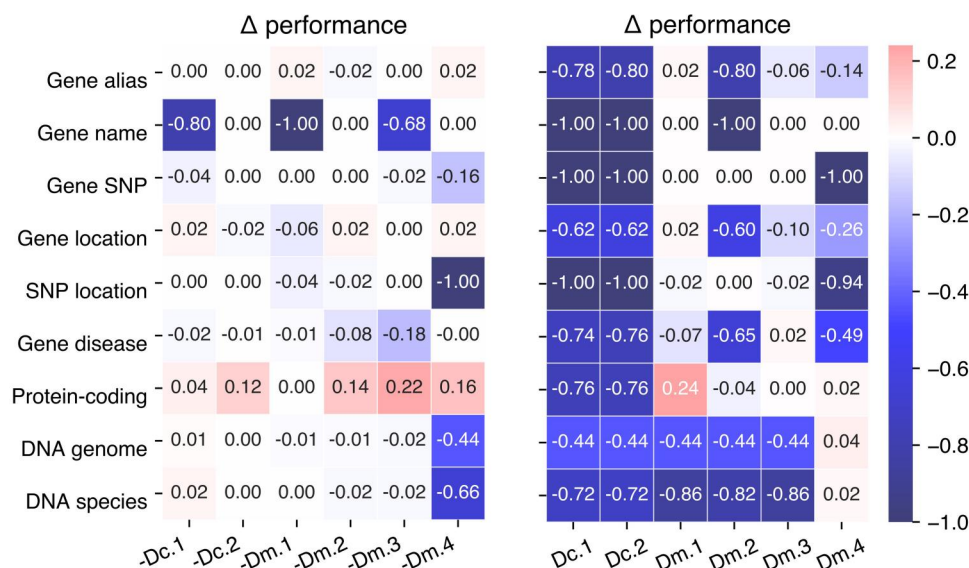 Δ performance Δ performance
Gene alias 0.00 0.00 0.02 -0.02 0.00 0.02 -0.78 -0.80 0.02 -0.80 -0.06 -0.14 0.2
Gene name -0.80 0.00 -1.00 0.00 -0.68 0.00 -1.00 -1.00 0.00 -1.00 0.00 0.00 0.0
Gene SNP -0.04 0.00 0.00 0.00 -0.02 -0.16 -1.00 -1.00 0.00 0.00 0.00 -1.00 −0.2
Gene location 0.02 -0.02 -0.06 0.02 0.00 0.02 -0.62 -0.62 0.02 -0.60 -0.10 -0.26
SNP location 0.00 0.00 -0.04 -0.02 0.00 -1.00 -1.00 -1.00 -0.02 0.00 -0.02 -0.94 −0.4
Gene disease -0.02 -0.01 -0.01 -0.08 -0.18 -0.00 -0.74 -0.76 -0.07 -0.65 0.02 -0.49
Protein-coding 0.04 0.12 0.00 0.14 0.22 0.16 -0.76 -0.76 0.24 -0.04 0.00 0.02 −0.6
DNA genome 0.01 0.00 -0.01 -0.01 -0.02 -0.44 -0.44 -0.44 -0.44 -0.44 -0.44 0.04 −0.8
DNA species 0.02 0.00 0.00 -0.02 -0.02 -0.66 -0.72 -0.72 -0.86 -0.82 -0.86 0.02 −1.0
-Dc.1 -Dc.2 -Dm.1 -Dm.2 -Dm.3 -Dm.4 Dc.1 Dc.2 Dm.1 Dm.2 Dm.3 Dm.4